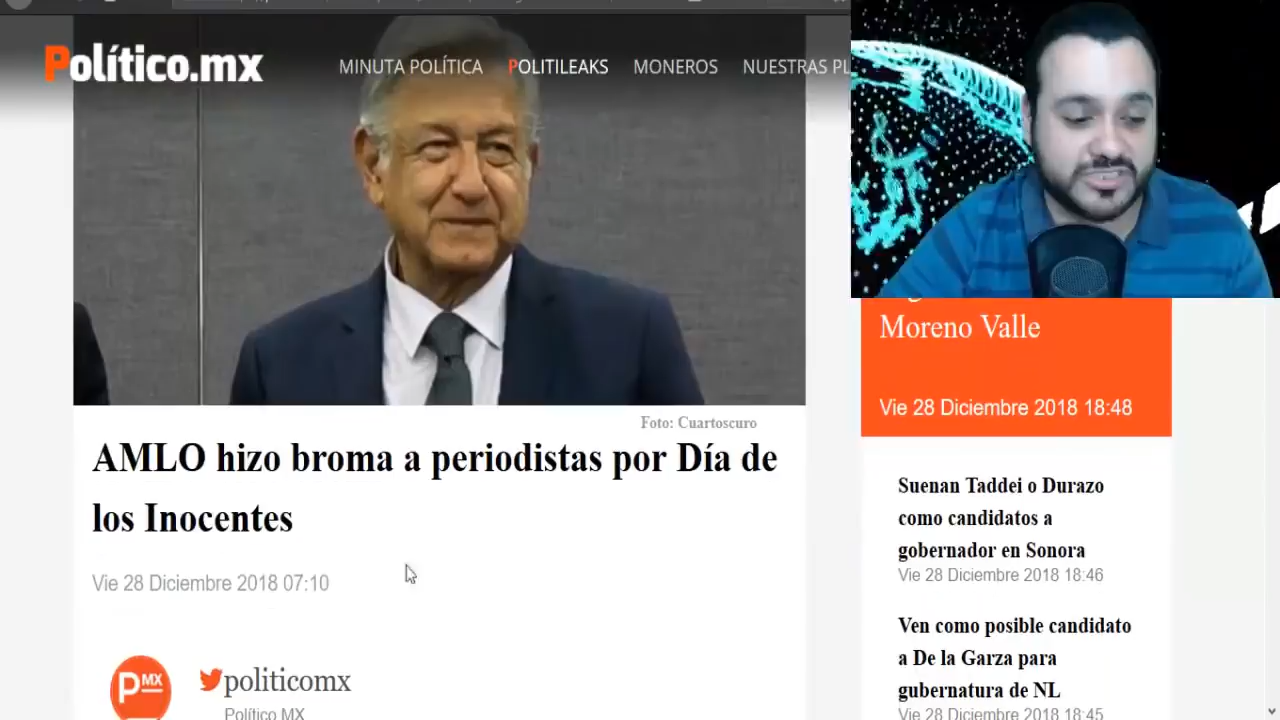 Político.mx
MINUTA POLÍTICA
POLITILEAKS
MONEROS
NUESTRAS PL
Foto: Cuartoscuro
AMLO hizo broma a periodistas por Día de
los Inocentes
Vie 28 Diciembre 2018 07:10
PMX
politicomx
Político MX
Moreno Valle
Vie 28 Diciembre 2018 18:48
Suenan Taddei o Durazo
como candidatos a
gobernador en Sonora
Vie 28 Diciembre 2018 18:46
Ven como posible candidato
a De la Garza para
gubernatura de NL
Vie 28 Diciembre 2018 18:45